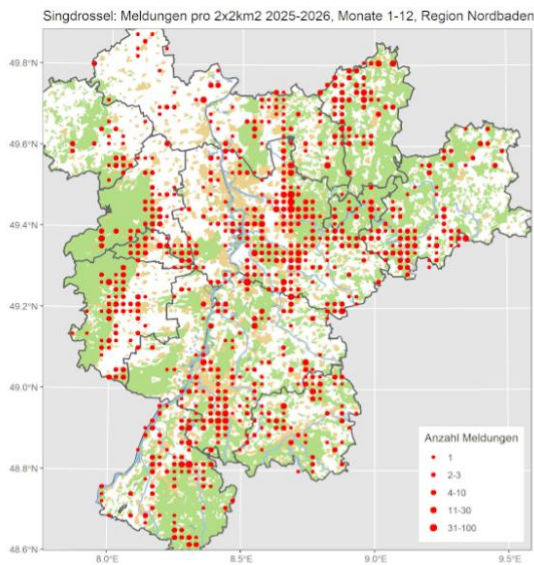 Singdrossel: Meldungen pro 2x2km2 2025-2026, Monate 1-12, Region Nordbaden
49.8°N
49.6°N
49.4°N
49.2°N
49.0°N
48.8°N
48.6°N
Anzahl Meldungen
1
2-3
4-10
11-30
31-100
8.0°E 8.5°E 9.0°E 9.5°E